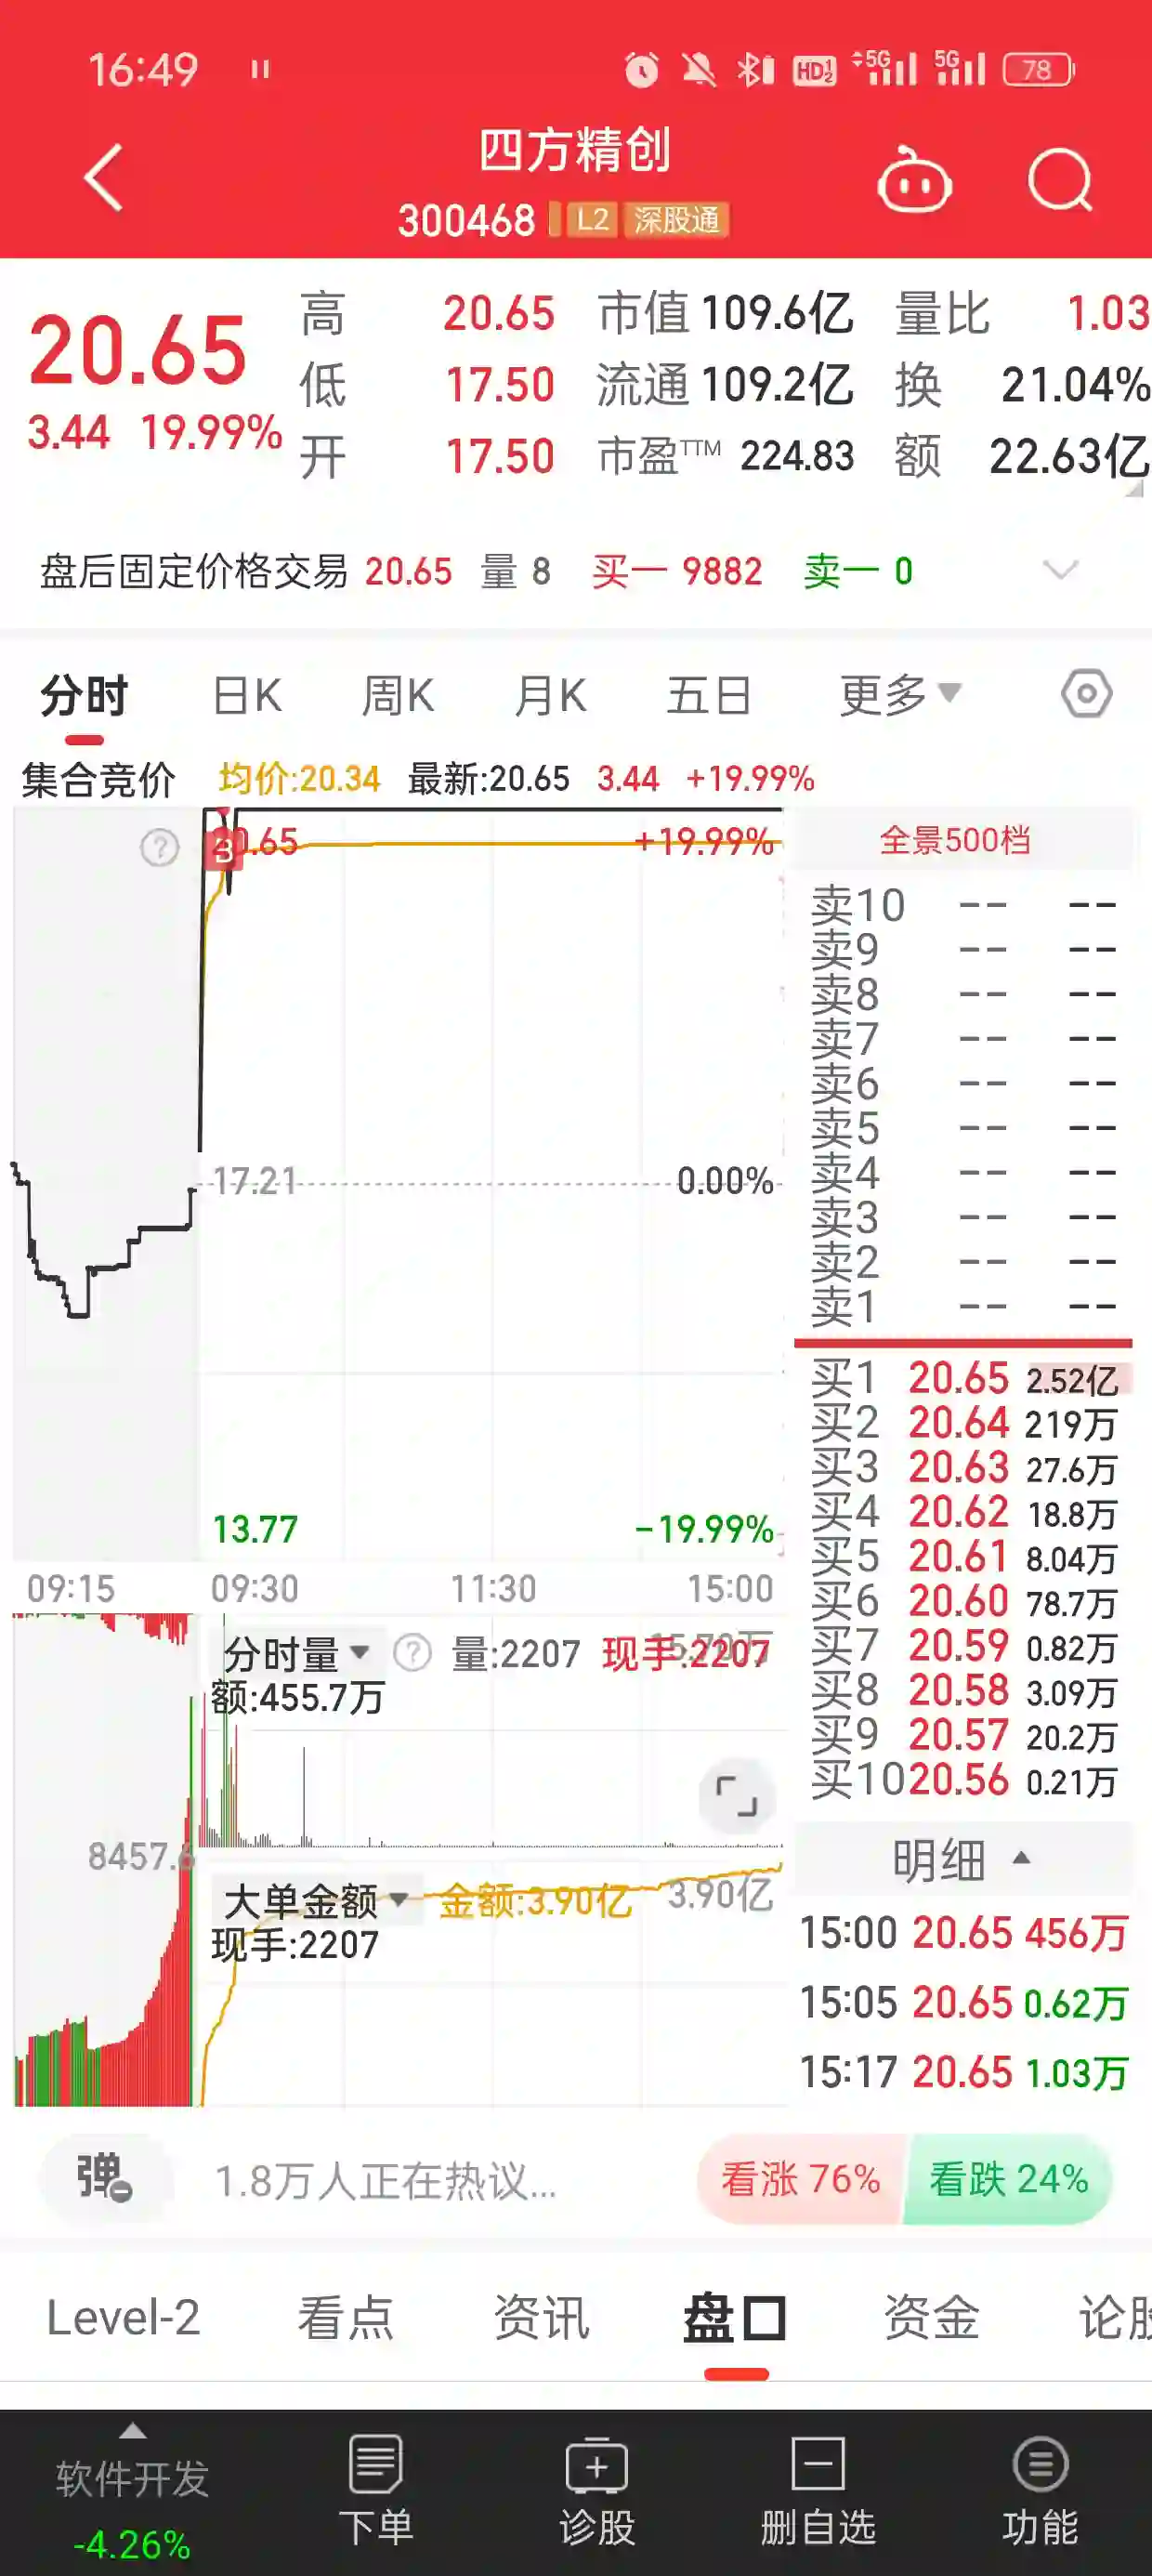 16:49
HD 1 2 5G 5G 78
四方精创
300468 L2 深股通
20.65
3.44 19.99%
高 20.65 市值 109.6亿 量比 1.03
低 17.50 流通 109.2亿 换 21.04%
开 17.50 市盈TTM 224.83 额 22.63亿
盘后固定价格交易 20.65 量 8 买一 9882 卖一 0
分时 日K 周K 月K 五日 更多
集合竞价 均价:20.34 最新:20.65 3.44 +19.99%
? B 20.65 +19.99%
17.21 0.00%
13.77 -19.99%
09:15 09:30 11:30 15:00
分时量 ? 量:2207 现手:2207
额:455.7万
8457.6
大单金额 金额:3.90亿 3.90亿
现手:2207
全景500档
卖10 -- --
卖9 -- --
卖8 -- --
卖7 -- --
卖6 -- --
卖5 -- --
卖4 -- --
卖3 -- --
卖2 -- --
卖1 -- --
买1 20.65 2.52亿
买2 20.64 219万
买3 20.63 27.6万
买4 20.62 18.8万
买5 20.61 8.04万
买6 20.60 78.7万
买7 20.59 0.82万
买8 20.58 3.09万
买9 20.57 20.2万
买10 20.56 0.21万
明细
15:00 20.65 456万
15:05 20.65 0.62万
15:17 20.65 1.03万
弹 1.8万人正在热议... 看涨 76% 看跌 24%
Level-2 看点 资讯 盘口 资金 论股
软件开发 下单 诊股 删自选 功能
-4.26%